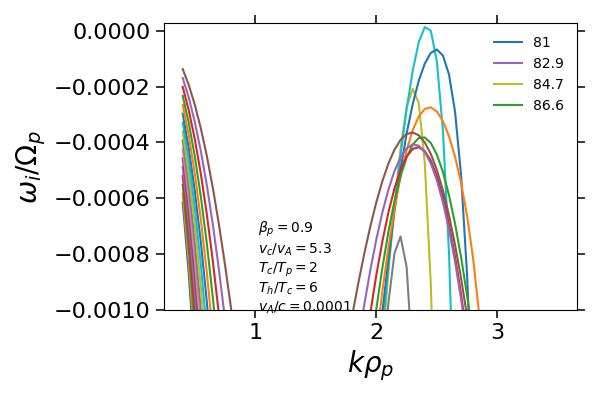 0.0000
−0.0002
−0.0004
−0.0006
−0.0008
−0.0010
ω_i/Ω_p
81
82.9
84.7
86.6
β_p = 0.9
v_c/v_A = 5.3
T_c/T_p = 2
T_h/T_c = 6
v_A/c = 0.0001
1 2 3
kρ_p